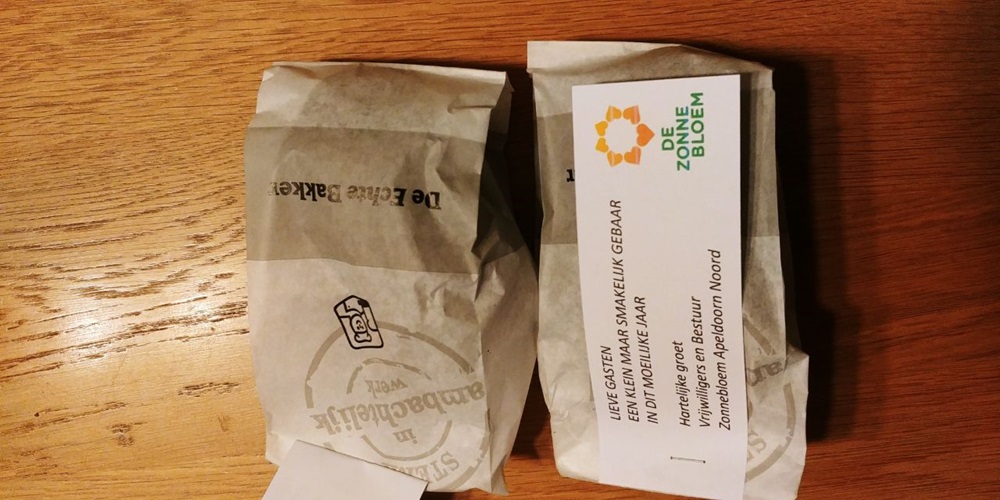 De Echte Bakker
ambachtelijk
in
werk
STERK
DE
ZONNE
BLOEM
LIEVE GASTEN
EEN KLEIN MAAR SMAKELIJK GEBAAR
IN DIT MOEILIJKE JAAR
Hartelijke groet
Vrijwilligers en Bestuur
Zonnebloem Apeldoorn Noord